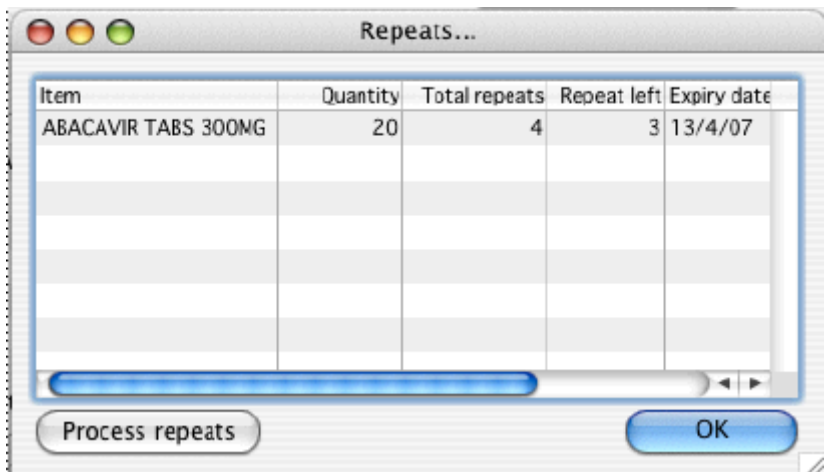 Repeats...
Item Quantity Total repeats Repeat left Expiry date
ABACAVIR TABS 300MG 20 4 3 13/4/07
Process repeats OK